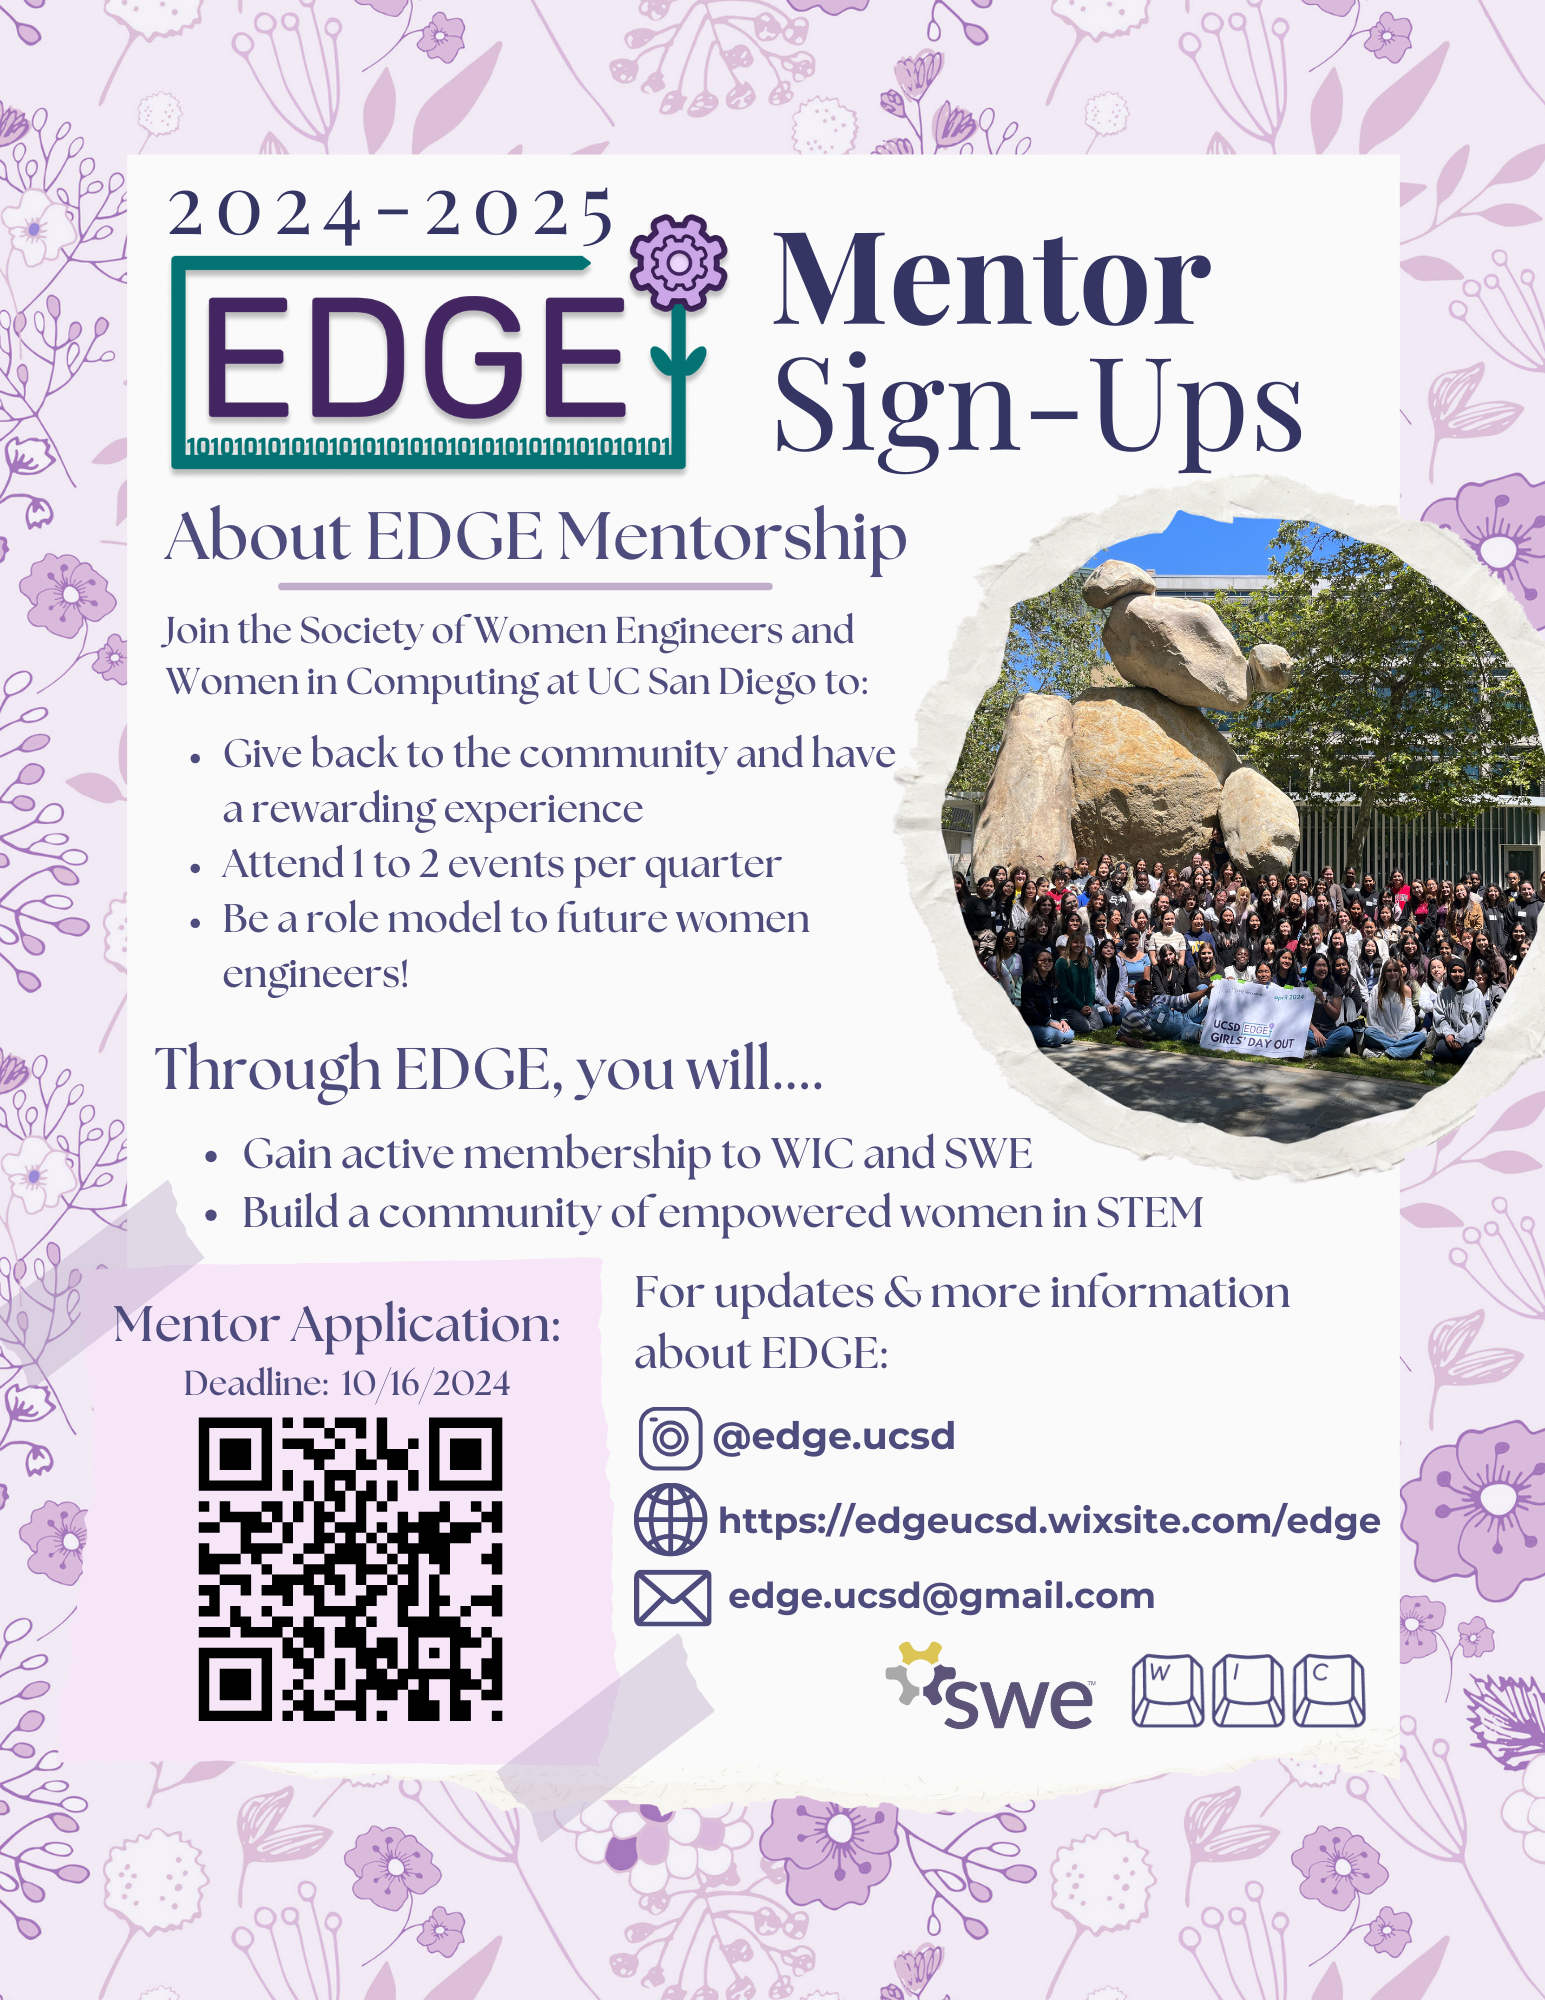 2024-2025
EDGE
10101010101010101010101010101010101010101
Mentor
Sign-Ups
About EDGE Mentorship
Join the Society of Women Engineers and
Women in Computing at UC San Diego to:
• Give back to the community and have
a rewarding experience
• Attend 1 to 2 events per quarter
• Be a role model to future women
engineers!
april 2024
UCSD EDGE
GIRLS' DAY OUT
Through EDGE, you will....
• Gain active membership to WIC and SWE
• Build a community of empowered women in STEM
Mentor Application:
Deadline: 10/16/2024
For updates & more information
about EDGE:
@edge.ucsd
https://edgeucsd.wixsite.com/edge
edge.ucsd@gmail.com
swe™
W I C